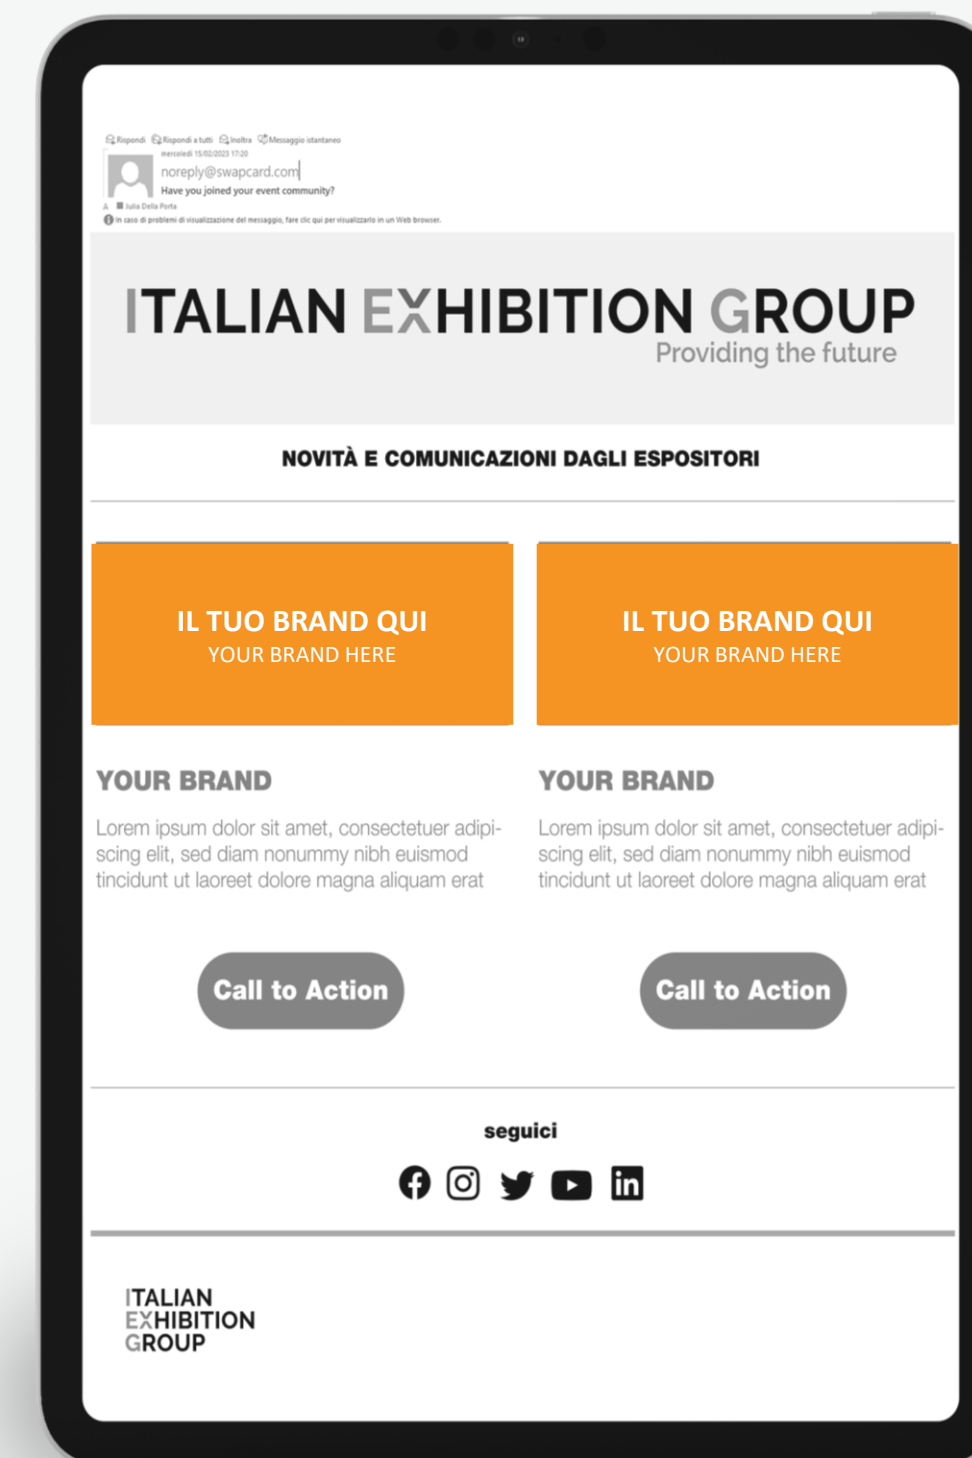 Rispondi Rispondi a tutti Inoltra Messaggio istantaneo
mercoledì 15/02/2023 17:20
noreply@swapcard.com
Have you joined your event community?
A Julia Della Porta
In caso di problemi di visualizzazione del messaggio, fare clic qui per visualizzarlo in un Web browser.
ITALIAN EXHIBITION GROUP
Providing the future
NOVITÀ E COMUNICAZIONI DAGLI ESPOSITORI
IL TUO BRAND QUI
YOUR BRAND HERE
IL TUO BRAND QUI
YOUR BRAND HERE
YOUR BRAND
Lorem ipsum dolor sit amet, consectetuer adipi-
scing elit, sed diam nonummy nibh euismod
tincidunt ut laoreet dolore magna aliquam erat
Call to Action
YOUR BRAND
Lorem ipsum dolor sit amet, consectetuer adipi-
scing elit, sed diam nonummy nibh euismod
tincidunt ut laoreet dolore magna aliquam erat
Call to Action
seguici
ITALIAN
EXHIBITION
GROUP